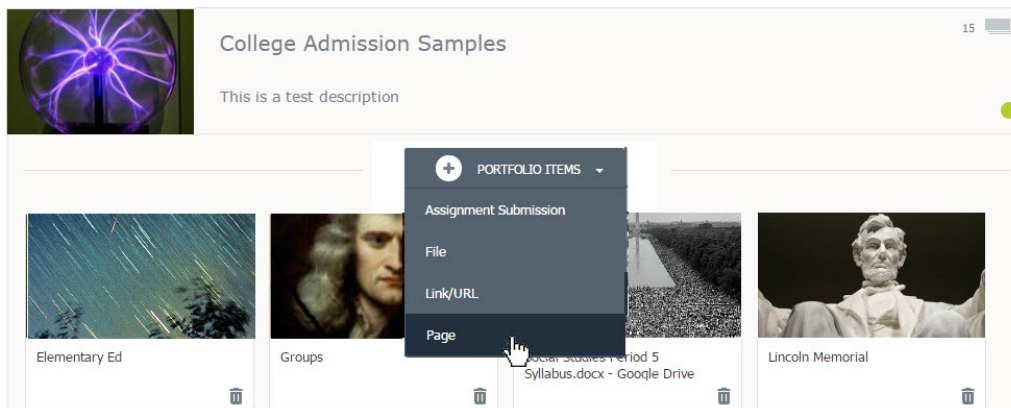 15
College Admission Samples
This is a test description
PORTFOLIO ITEMS
Assignment Submission
File
Link/URL
Page
Elementary Ed
Groups
Social Studies Period 5
Syllabus.docx - Google Drive
Lincoln Memorial